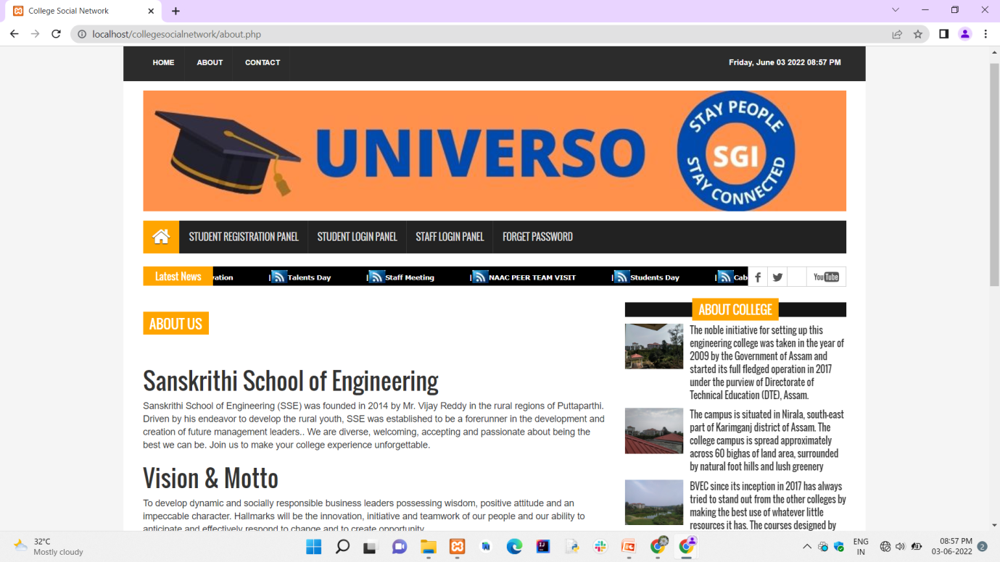 College Social Network
localhost/collegesocialnetwork/about.php
HOME ABOUT CONTACT Friday, June 03 2022 08:57 PM
UNIVERSO
STAY PEOPLE
SGI
STAY CONNECTED
STUDENT REGISTRATION PANEL STUDENT LOGIN PANEL STAFF LOGIN PANEL FORGET PASSWORD
Latest News vation | Talents Day | Staff Meeting | NAAC PEER TEAM VISIT | Students Day | Cab
You Tube
ABOUT US
Sanskrithi School of Engineering
Sanskrithi School of Engineering (SSE) was founded in 2014 by Mr. Vijay Reddy in the rural regions of Puttaparthi.
Driven by his endeavor to develop the rural youth, SSE was established to be a forerunner in the development and
creation of future management leaders.. We are diverse, welcoming, accepting and passionate about being the
best we can be. Join us to make your college experience unforgettable.
Vision & Motto
To develop dynamic and socially responsible business leaders possessing wisdom, positive attitude and an
impeccable character. Hallmarks will be the innovation, initiative and teamwork of our people and our ability to
anticipate and effectively respond to change and to create opportunity
ABOUT COLLEGE
The noble initiative for setting up this
engineering college was taken in the year of
2009 by the Government of Assam and
started its full fledged operation in 2017
under the purview of Directorate of
Technical Education (DTE), Assam.
The campus is situated in Nirala, south-east
part of Karimganj district of Assam. The
college campus is spread approximately
across 60 bighas of land area, surrounded
by natural foot hills and lush greenery
BVEC since its inception in 2017 has always
tried to stand out from the other colleges by
making the best use of whatever little
resources it has. The courses designed by
32°C
Mostly cloudy
ENG
IN
08:57 PM
03-06-2022
2